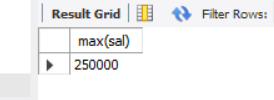 Result Grid Filter Rows:
max(sal)
250000